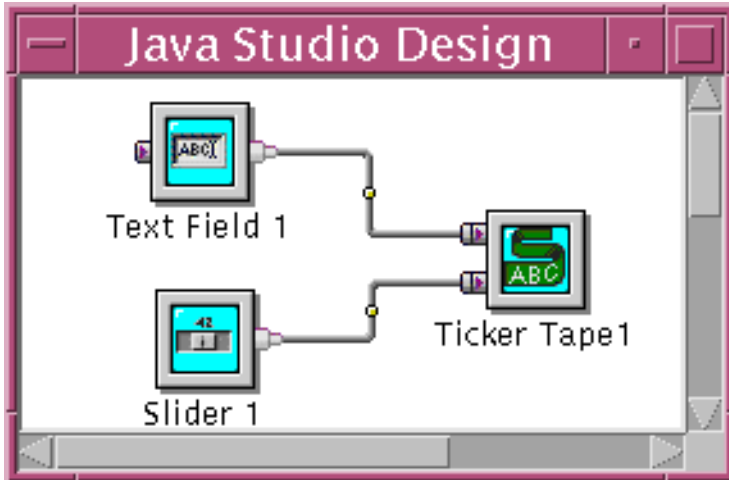 Java Studio Design
ABC
Text Field 1
ABC
Ticker Tape1
42
Slider 1